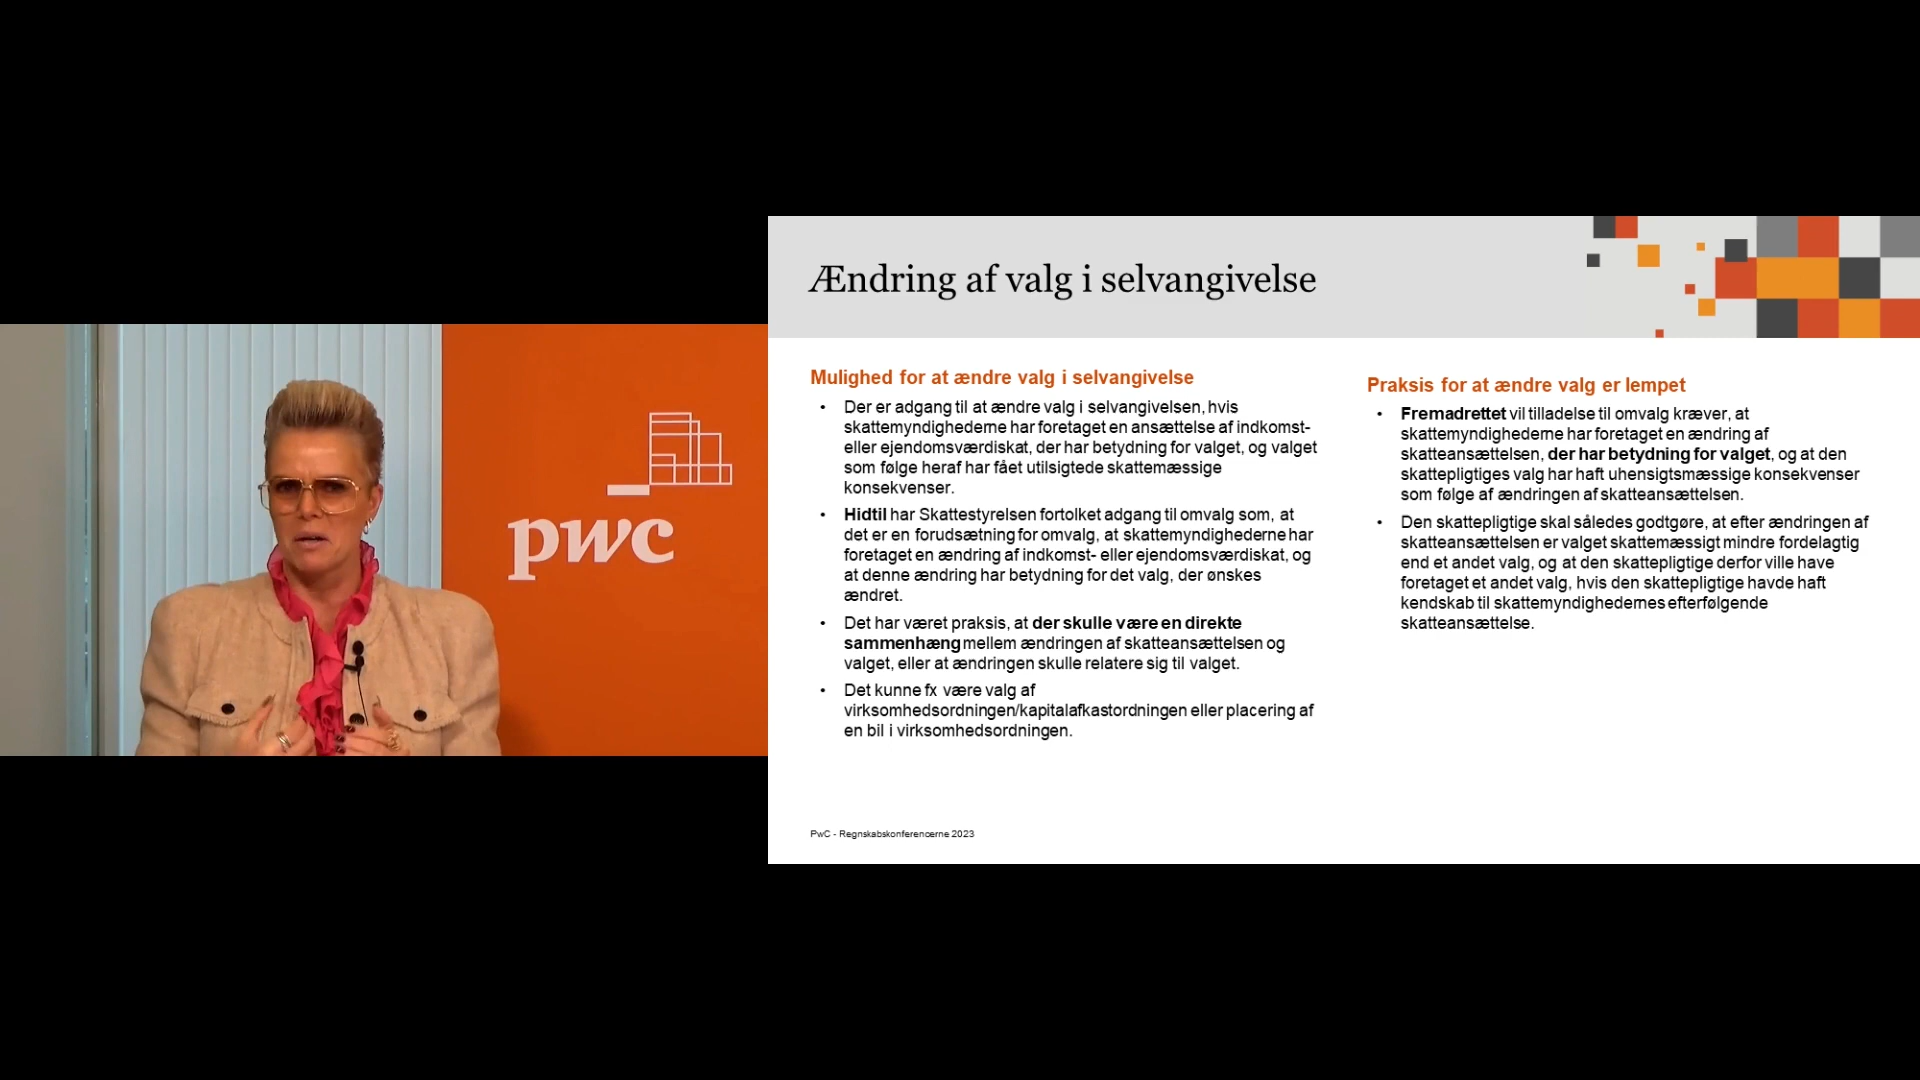 pwc
Ændring af valg i selvangivelse
Mulighed for at ændre valg i selvangivelse
• Der er adgang til at ændre valg i selvangivelsen, hvis
skattemyndighederne har foretaget en ansættelse af indkomst-
eller ejendomsværdiskat, der har betydning for valget, og valget
som følge heraf har fået utilsigtede skattemæssige
konsekvenser.
• Hidtil har Skattestyrelsen fortolket adgang til omvalg som, at
det er en forudsætning for omvalg, at skattemyndighederne har
foretaget en ændring af indkomst- eller ejendomsværdiskat, og
at denne ændring har betydning for det valg, der ønskes
ændret.
• Det har været praksis, at der skulle være en direkte
sammenhæng mellem ændringen af skatteansættelsen og
valget, eller at ændringen skulle relatere sig til valget.
• Det kunne fx være valg af
virksomhedsordningen/kapitalafkastordningen eller placering af
en bil i virksomhedsordningen.
Praksis for at ændre valg er lempet
• Fremadrettet vil tilladelse til omvalg kræver, at
skattemyndighederne har foretaget en ændring af
skatteansættelsen, der har betydning for valget, og at den
skattepligtiges valg har haft uhensigtsmæssige konsekvenser
som følge af ændringen af skatteansættelsen.
• Den skattepligtige skal således godtgøre, at efter ændringen af
skatteansættelsen er valget skattemæssigt mindre fordelagtig
end et andet valg, og at den skattepligtige derfor ville have
foretaget et andet valg, hvis den skattepligtige havde haft
kendskab til skattemyndighedernes efterfølgende
skatteansættelse.
PwC - Regnskabskonferencerne 2023